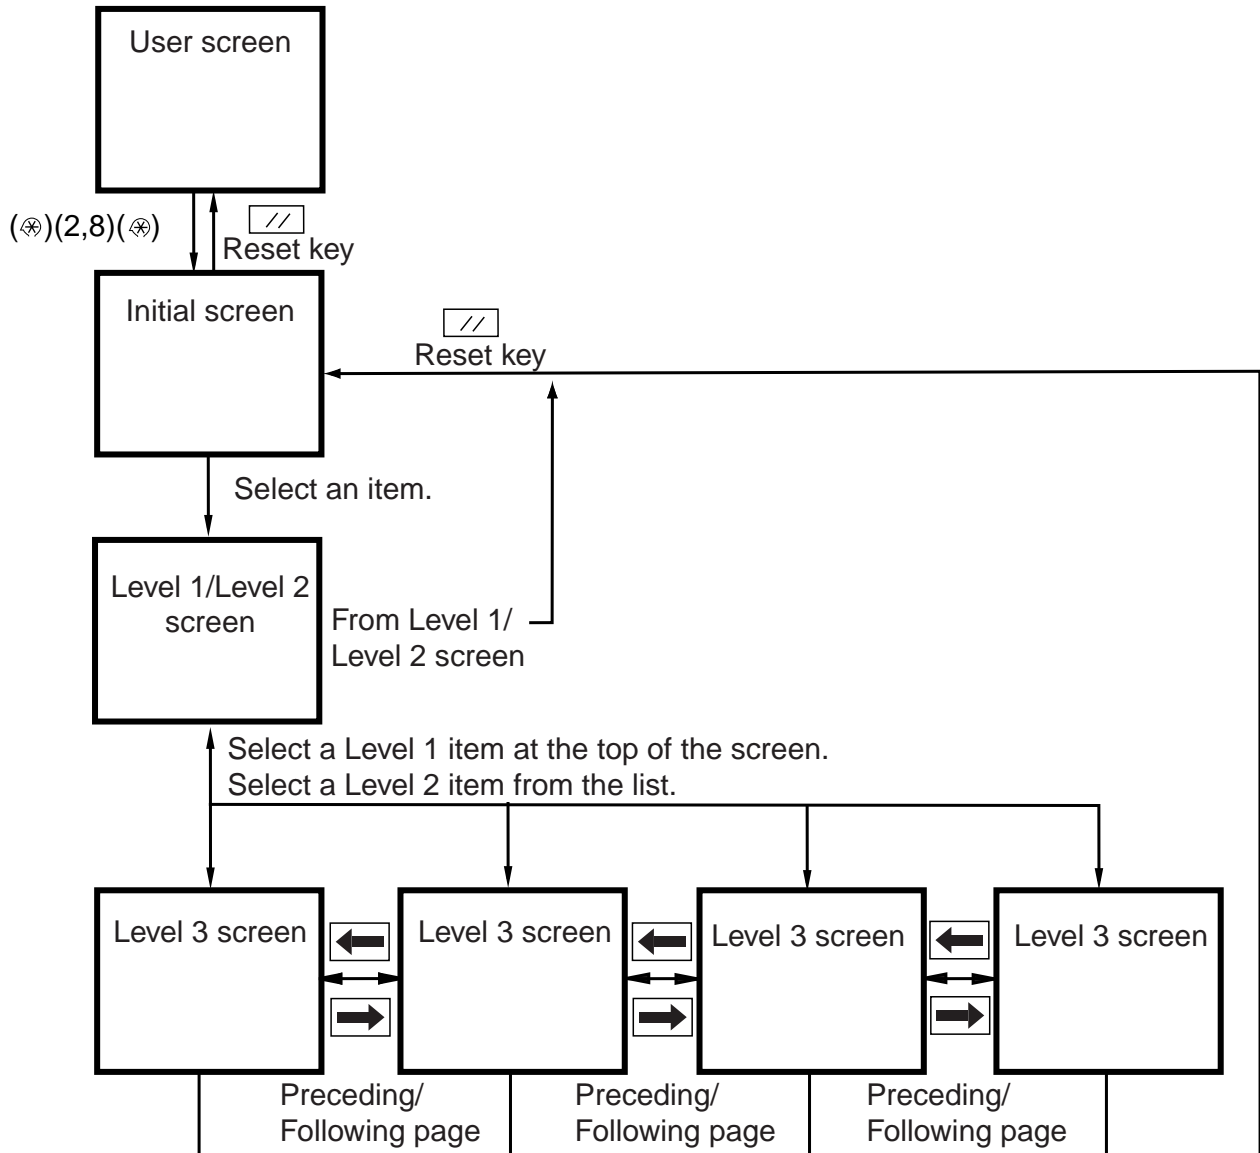 User screen
(⊛)(2,8)(⊛)
Reset key
Initial screen
Reset key
Select an item.
Level 1/Level 2
screen
From Level 1/
Level 2 screen
Select a Level 1 item at the top of the screen.
Select a Level 2 item from the list.
Level 3 screen
Level 3 screen
Level 3 screen
Level 3 screen
Preceding/
Following page
Preceding/
Following page
Preceding/
Following page